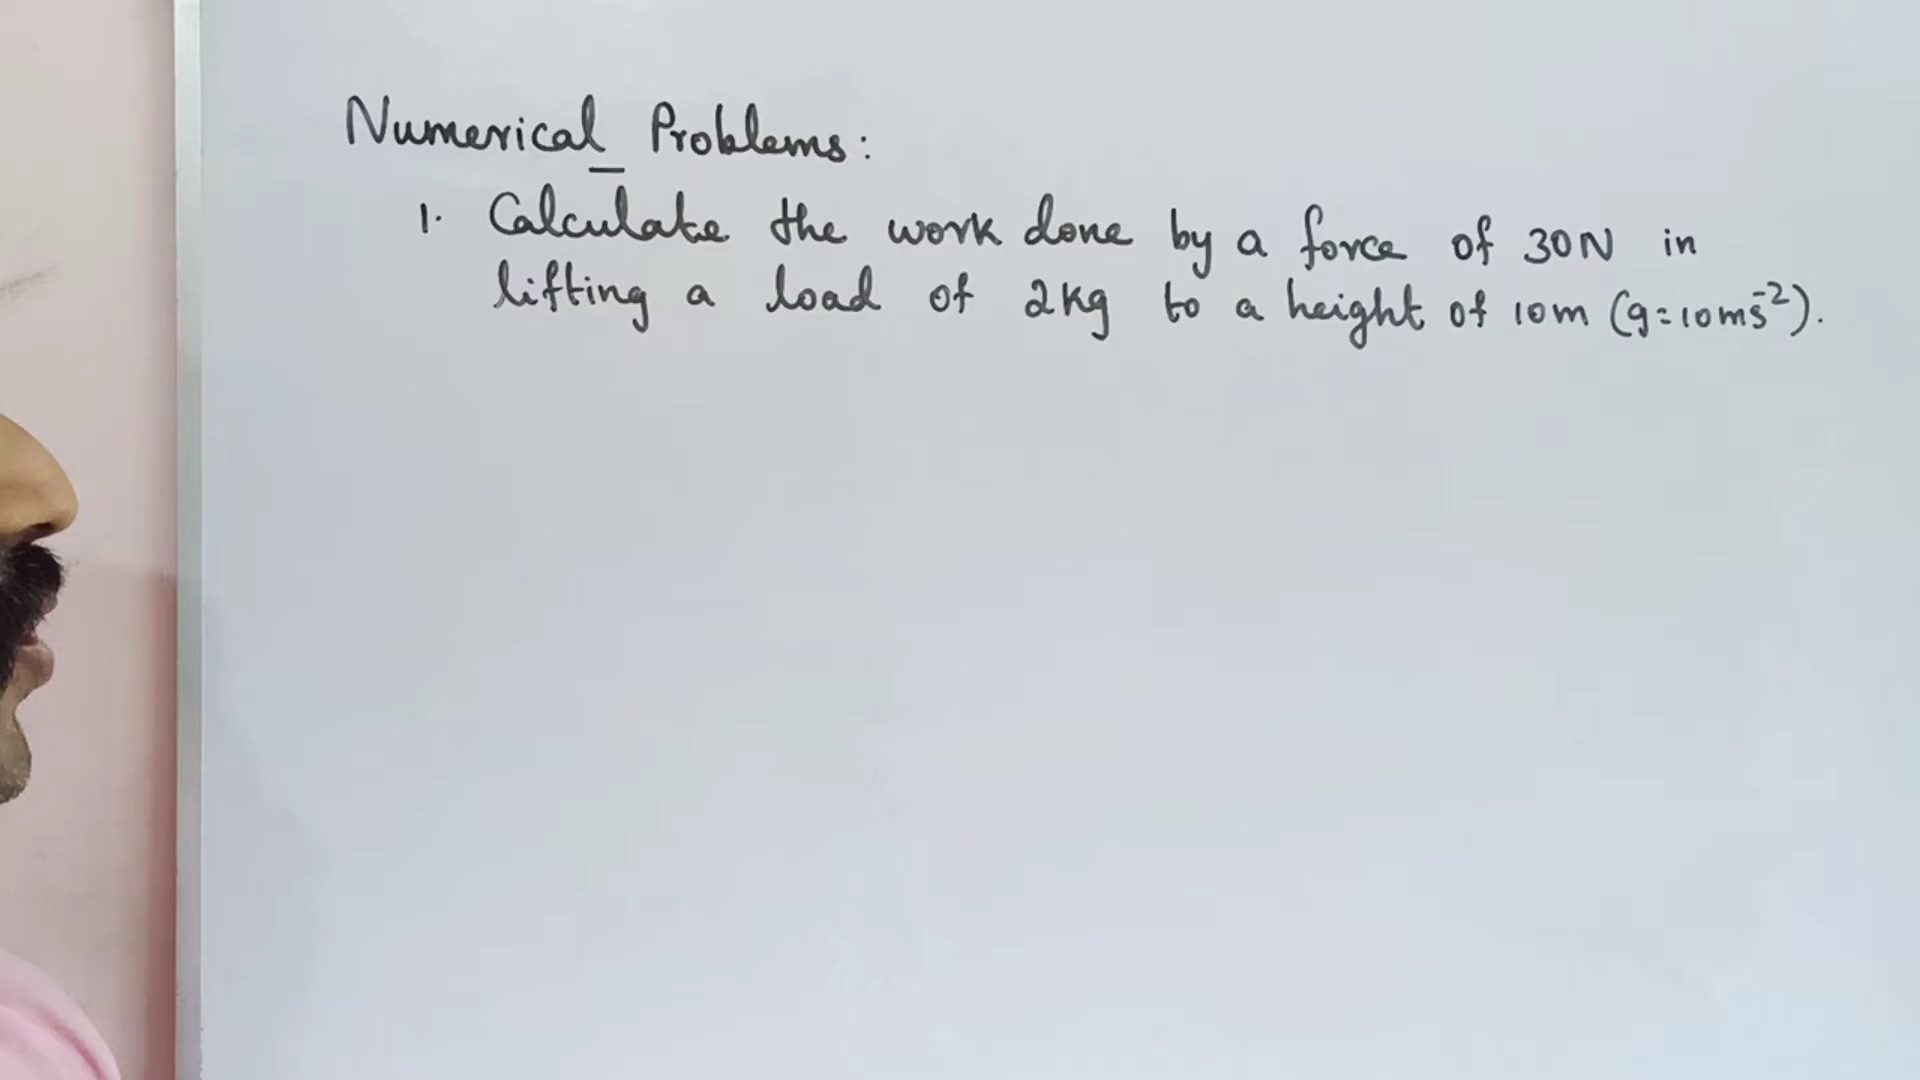 Numerical Problems:
1. Calculate the work done by a force of 30N in
lifting a load of 2kg to a height of 10m (g=10ms⁻²).